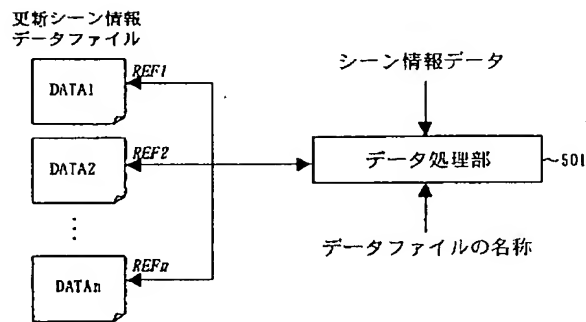 更新シーン情報
データファイル
DATA1
REF1
シーン情報データ
DATA2
REF2
データ処理部
~501
⋮
データファイルの名称
DATAn
REFn